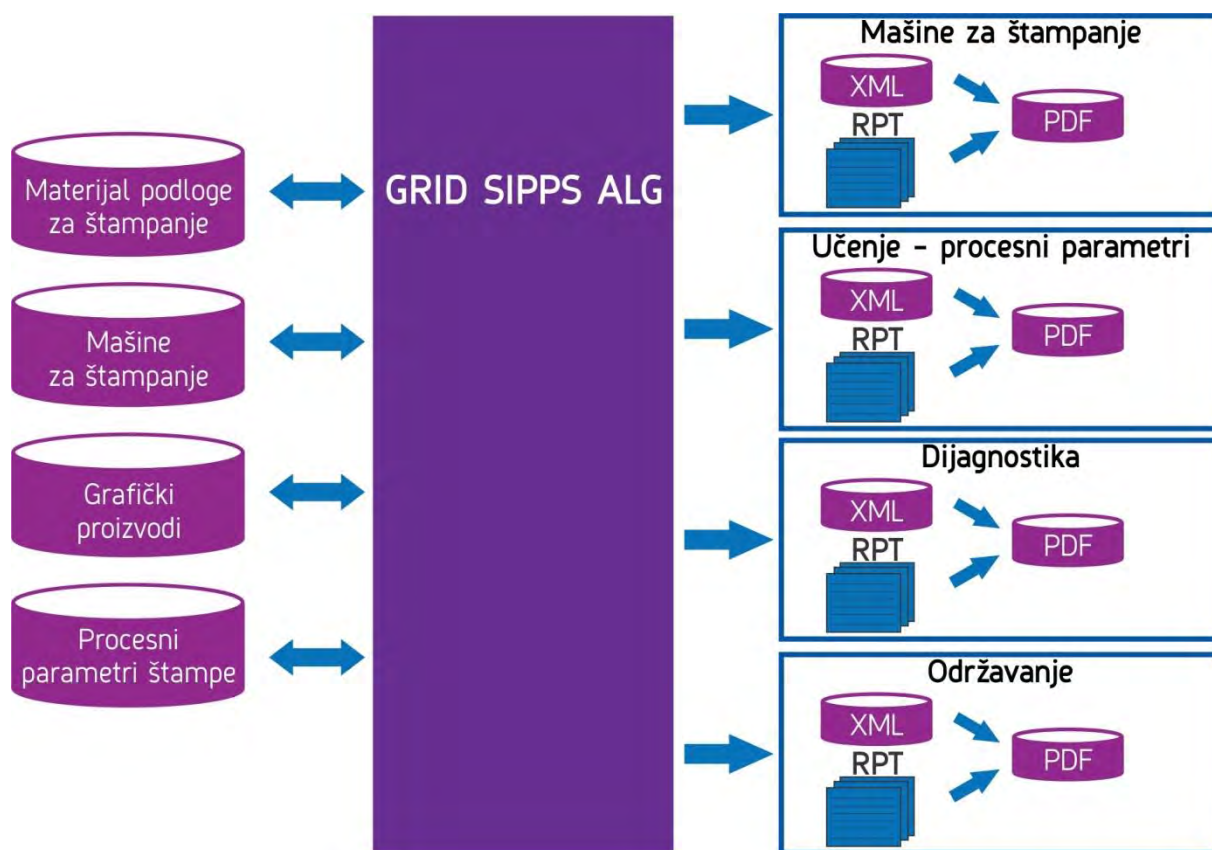 Materijal podloge
za štampanje
Mašine
za štampanje
Grafički
proizvodi
Procesni
parametri štampe
GRID SIPPS ALG
Mašine za štampanje
XML
RPT
PDF
Učenje - procesni parametri
XML
RPT
PDF
Dijagnostika
XML
RPT
PDF
Održavanje
XML
RPT
PDF